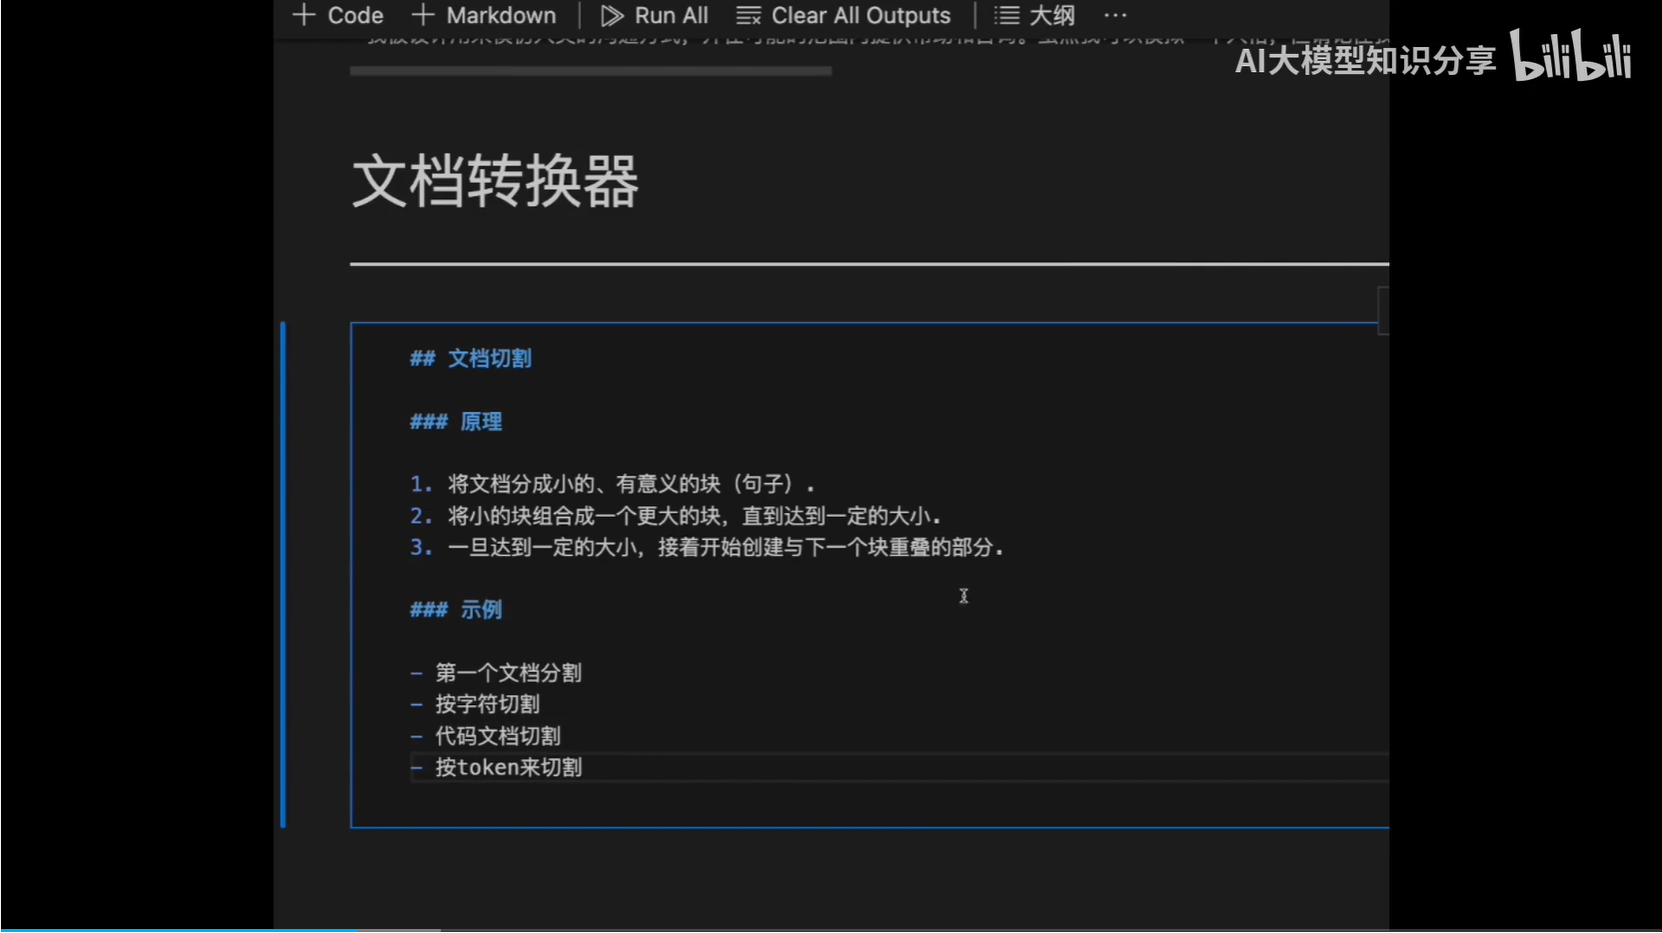 Code Markdown Run All Clear All Outputs 大纲 ···
AI大模型知识分享 bilibili
文档转换器
## 文档切割
### 原理
1. 将文档分成小的、有意义的块（句子）.
2. 将小的块组合成一个更大的块，直到达到一定的大小.
3. 一旦达到一定的大小，接着开始创建与下一个块重叠的部分.
### 示例
- 第一个文档分割
- 按字符切割
- 代码文档切割
- 按token来切割